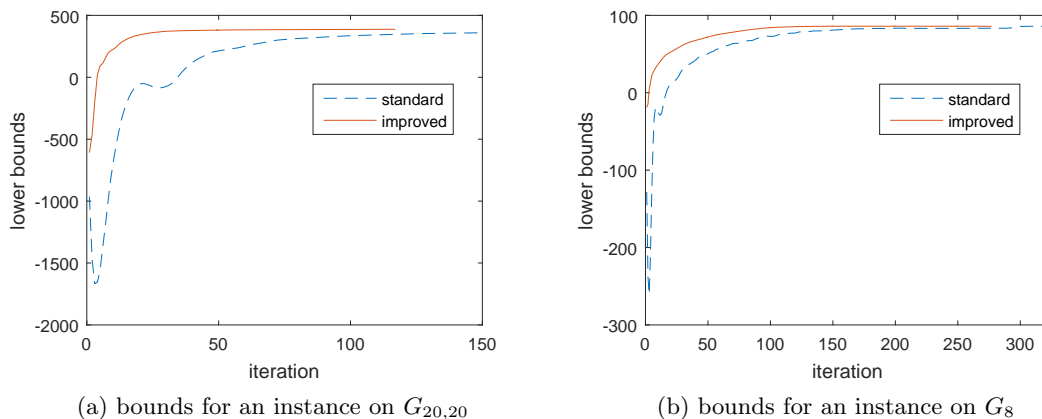 500
0
-500
-1000
-1500
-2000
lower bounds
0
50
100
150
iteration
standard
improved
(a) bounds for an instance on G20,20
100
0
-100
-200
-300
lower bounds
0
50
100
150
200
250
300
iteration
standard
improved
(b) bounds for an instance on G8